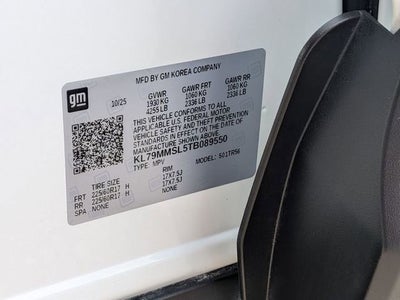 MFD BY GM KOREA COMPANY
gm
10/25
GVWR GAWR FRT GAWR RR
1930 KG 1060 KG 1060 KG
4255 LB 2336 LB 2336 LB
THIS VEHICLE CONFORMS TO ALL
APPLICABLE U.S. FEDERAL MOTOR
VEHICLE SAFETY AND THEFT PREVENTION
STANDARDS IN EFFECT ON THE DATE
OF MANUFACTURE SHOWN ABOVE.
KL79MMSL5TB089550
TYPE: MPV MODEL: 501TR56
TIRE SIZE RIM
FRT 225/60R17 H 17X7.5J
RR 225/60R17 H 17X7.5J
SPA NONE NONE